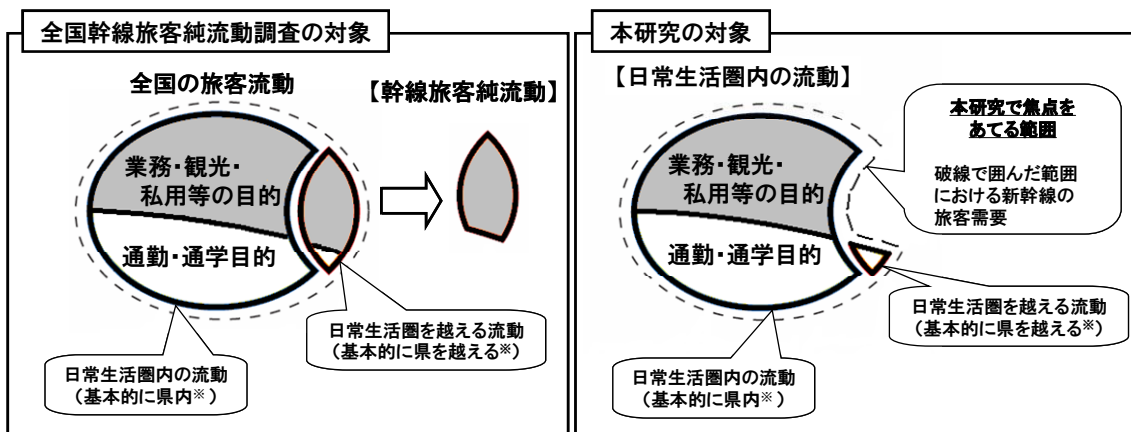 全国幹線旅客純流動調査の対象
全国の旅客流動
【幹線旅客純流動】
業務・観光・
私用等の目的
通勤・通学目的
日常生活圏を越える流動
（基本的に県を越える※）
日常生活圏内の流動
（基本的に県内※）
本研究の対象
【日常生活圏内の流動】
本研究で焦点を
あてる範囲
破線で囲んだ範囲
における新幹線の
旅客需要
業務・観光・
私用等の目的
通勤・通学目的
日常生活圏を越える流動
（基本的に県を越える※）
日常生活圏内の流動
（基本的に県内※）